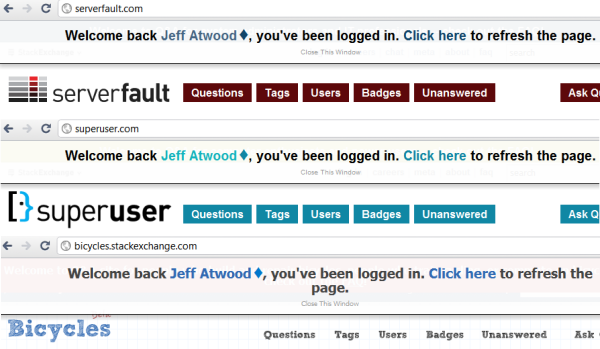 serverfault.com
Welcome back Jeff Atwood♦, you've been logged in. Click here to refresh the page.
Close This Window
serverfault Questions Tags Users Badges Unanswered Ask Qu
superuser.com
Welcome back Jeff Atwood♦, you've been logged in. Click here to refresh the page.
Close This Window
superuser Questions Tags Users Badges Unanswered Ask Qu
bicycles.stackexchange.com
Welcome back Jeff Atwood♦, you've been logged in. Click here to refresh the
page.
Close This Window
Bicycles Questions Tags Users Badges Unanswered Ask